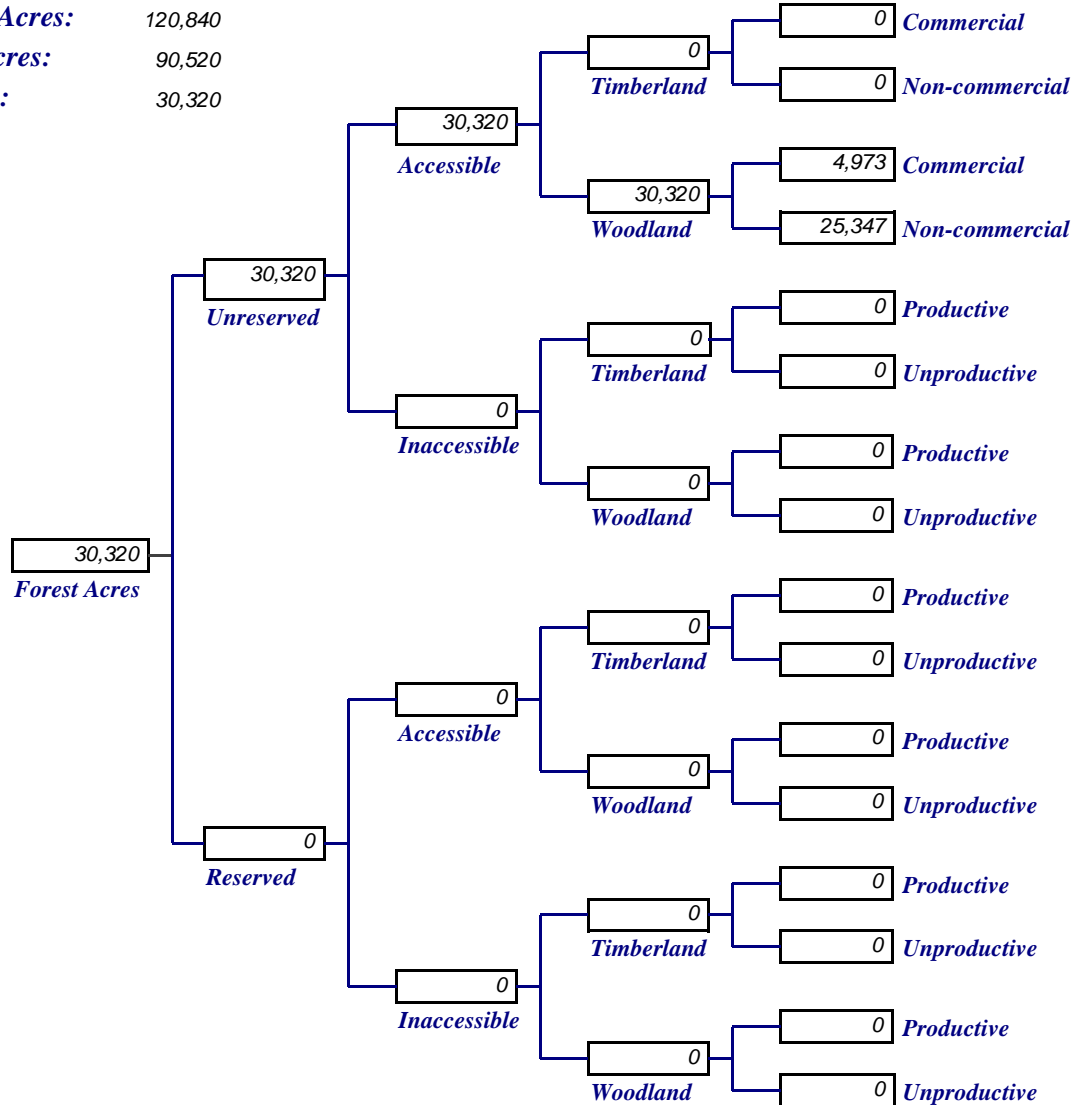 Acres: 120,840
cres: 90,520
: 30,320
0 Commercial
0
Timberland
0 Non-commercial
30,320
Accessible
4,973 Commercial
30,320
Woodland
25,347 Non-commercial
30,320
Unreserved
0 Productive
0
Timberland
0 Unproductive
0
Inaccessible
0 Productive
0
Woodland
0 Unproductive
30,320
Forest Acres
0 Productive
0
Timberland
0 Unproductive
0
Accessible
0 Productive
0
Woodland
0 Unproductive
0
Reserved
0 Productive
0
Timberland
0 Unproductive
0
Inaccessible
0 Productive
0
Woodland
0 Unproductive